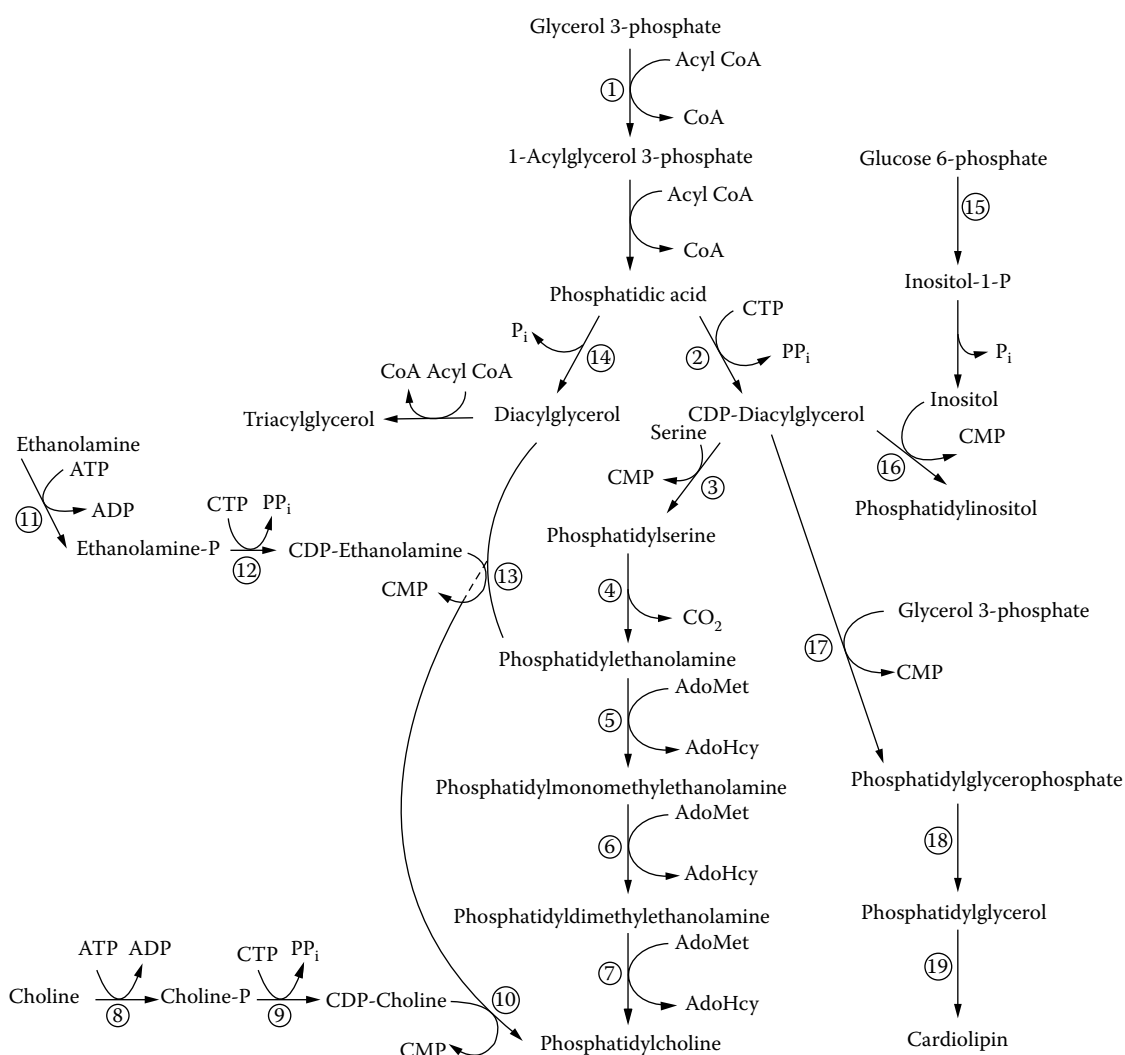 Glycerol 3-phosphate
Acyl CoA
①
CoA
1-Acylglycerol 3-phosphate
Glucose 6-phosphate
Acyl CoA
⑮
CoA
Inositol-1-P
Phosphatidic acid
CTP
Pi
⑭
②
PPi
Pi
CoA Acyl CoA
Inositol
Triacylglycerol
Diacylglycerol
CDP-Diacylglycerol
Serine
CMP
Ethanolamine
ATP
CMP
③
⑯
ADP
⑪
CTP
PPi
Phosphatidylinositol
Ethanolamine-P
⑫
CDP-Ethanolamine
Phosphatidylserine
CMP
⑬
④
CO2
Glycerol 3-phosphate
⑰
CMP
Phosphatidylethanolamine
AdoMet
⑤
AdoHcy
Phosphatidylmonomethylethanolamine
Phosphatidylglycerophosphate
AdoMet
⑥
⑱
AdoHcy
Phosphatidyldimethylethanolamine
Phosphatidylglycerol
ATP ADP
CTP
PPi
AdoMet
⑦
⑲
Choline
⑧
Choline-P
⑨
CDP-Choline
⑩
AdoHcy
CMP
Phosphatidylcholine
Cardiolipin